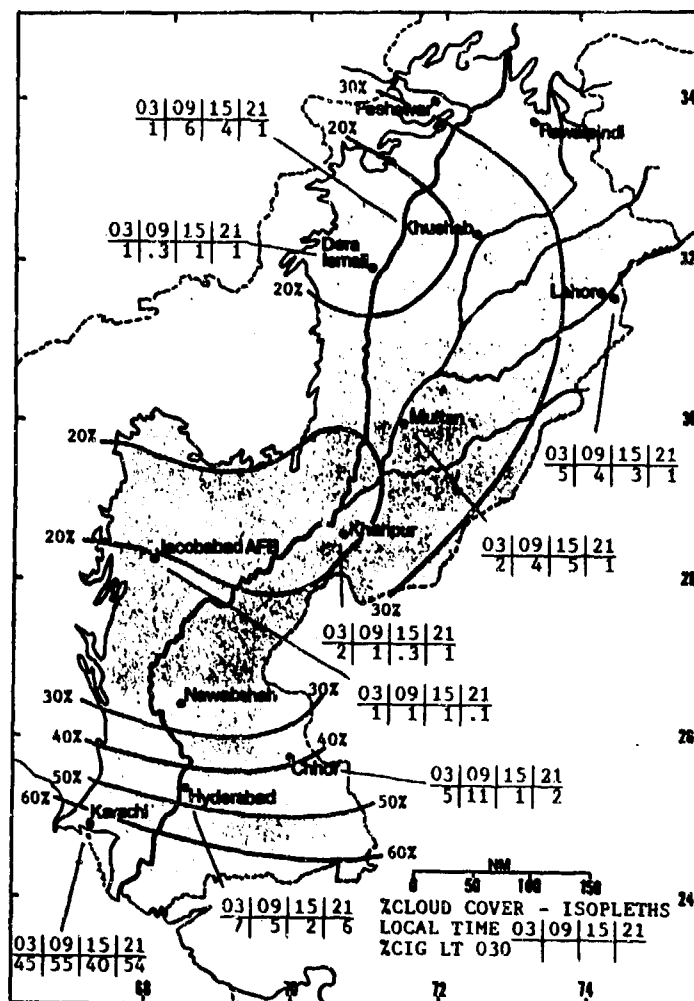 34
30%
Peshawar
Rawalpindi
03 09 15 21
1 6 4 1
20%
Khushab
03 09 15 21
1 .3 1 1
Dera
Ismail
32
20%
Lahore
30
Multan
20%
03 09 15 21
5 4 3 1
20%
Jacobabad AFB
Khanpur
03 09 15 21
2 4 5 1
28
30%
03 09 15 21
2 1 .3 1
30%
Nawabshah
30%
03 09 15 21
1 1 1 .1
40%
40%
26
Chhor
50%
03 09 15 21
5 11 1 2
60%
Karachi
Hyderabad
50%
60%
NM
0 50 100 150
24
03 09 15 21
7 5 2 6
%CLOUD COVER - ISOPLETHS
LOCAL TIME 03 09 15 21
%CIG LT 030
03 09 15 21
45 55 40 54
68 70 72 74